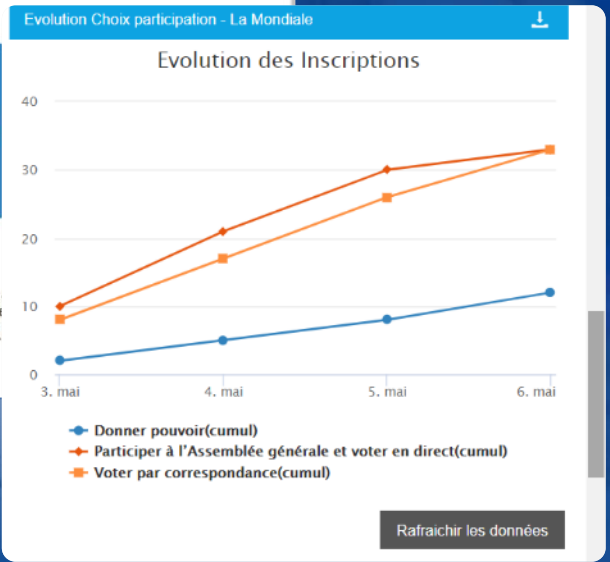 Evolution Choix participation - La Mondiale
Evolution des Inscriptions
40
30
20
10
0
3. mai 4. mai 5. mai 6. mai
Donner pouvoir(cumul)
Participer à l'Assemblée générale et voter en direct(cumul)
Voter par correspondance(cumul)
Rafraichir les données